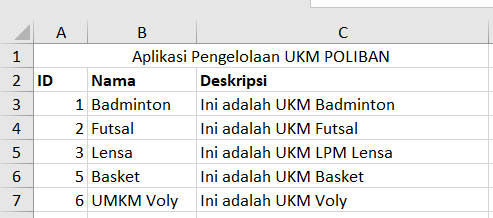 A B C
1 Aplikasi Pengelolaan UKM POLIBAN
2 ID Nama Deskripsi
3 1 Badminton Ini adalah UKM Badminton
4 2 Futsal Ini adalah UKM Futsal
5 3 Lensa Ini adalah UKM LPM Lensa
6 5 Basket Ini adalah UKM Basket
7 6 UMKM Voly Ini adalah UKM Voly